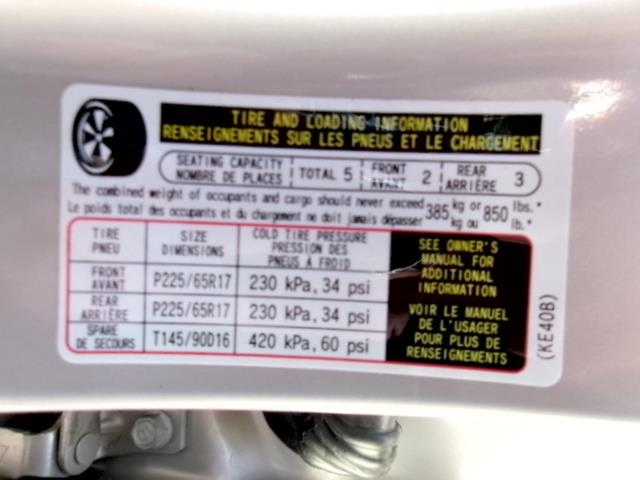 TIRE AND LOADING INFORMATION
RENSEIGNEMENTS SUR LES PNEUS ET LE CHARGEMENT
SEATING CAPACITY
NOMBRE DE PLACES
TOTAL 5
FRONT
AVANT
2
REAR
ARRIÈRE
3
The combined weight of occupants and cargo should never exceed 385 kg or 850 lbs.*
Le poids total des occupants et du chargement ne doit jamais dépasser kg ou lb.*
TIRE
PNEU
SIZE
DIMENSIONS
COLD TIRE PRESSURE
PRESSION DES
PNEUS À FROID
FRONT
AVANT
P225/65R17
230 kPa, 34 psi
REAR
ARRIÈRE
P225/65R17
230 kPa, 34 psi
SPARE
DE SECOURS
T145/90D16
420 kPa, 60 psi
SEE OWNER'S
MANUAL FOR
ADDITIONAL
INFORMATION
VOIR LE MANUEL
DE L'USAGER
POUR PLUS DE
RENSEIGNEMENTS
(KE40B)